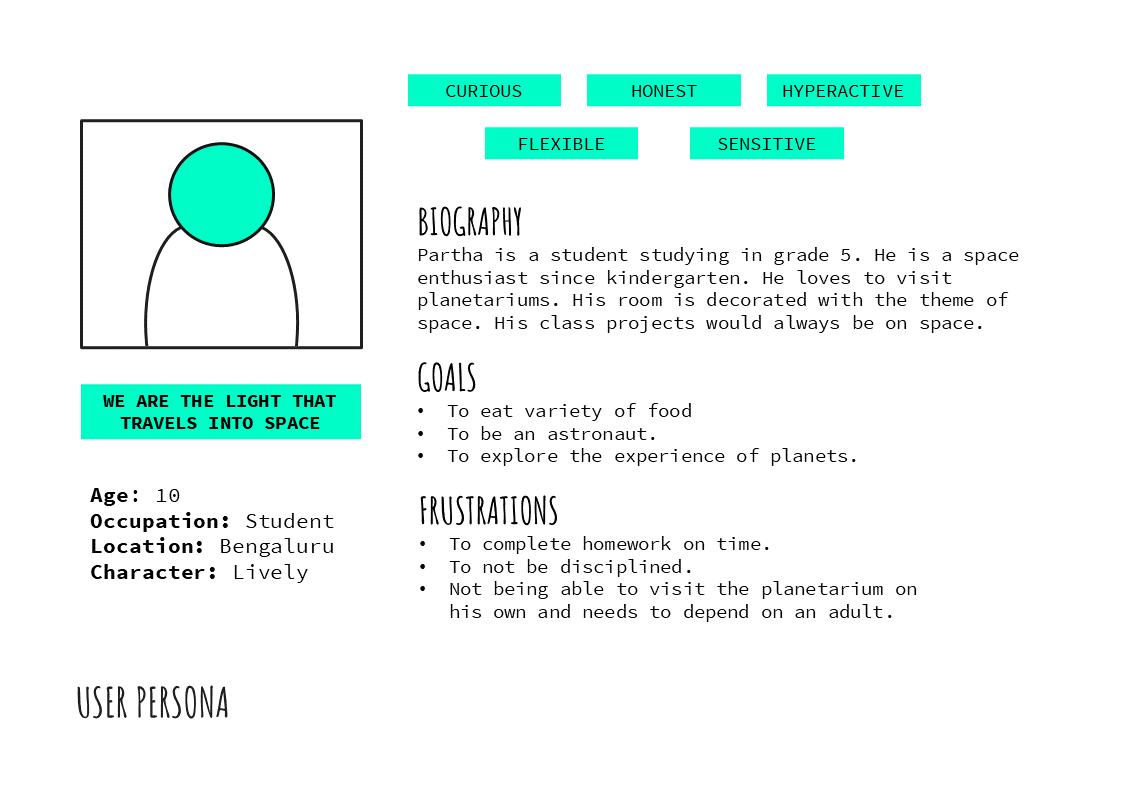 CURIOUS HONEST HYPERACTIVE
FLEXIBLE SENSITIVE
WE ARE THE LIGHT THAT
TRAVELS INTO SPACE
Age: 10
Occupation: Student
Location: Bengaluru
Character: Lively
BIOGRAPHY
Partha is a student studying in grade 5. He is a space
enthusiast since kindergarten. He loves to visit
planetariums. His room is decorated with the theme of
space. His class projects would always be on space.
GOALS
• To eat variety of food
• To be an astronaut.
• To explore the experience of planets.
FRUSTRATIONS
• To complete homework on time.
• To not be disciplined.
• Not being able to visit the planetarium on
his own and needs to depend on an adult.
USER PERSONA